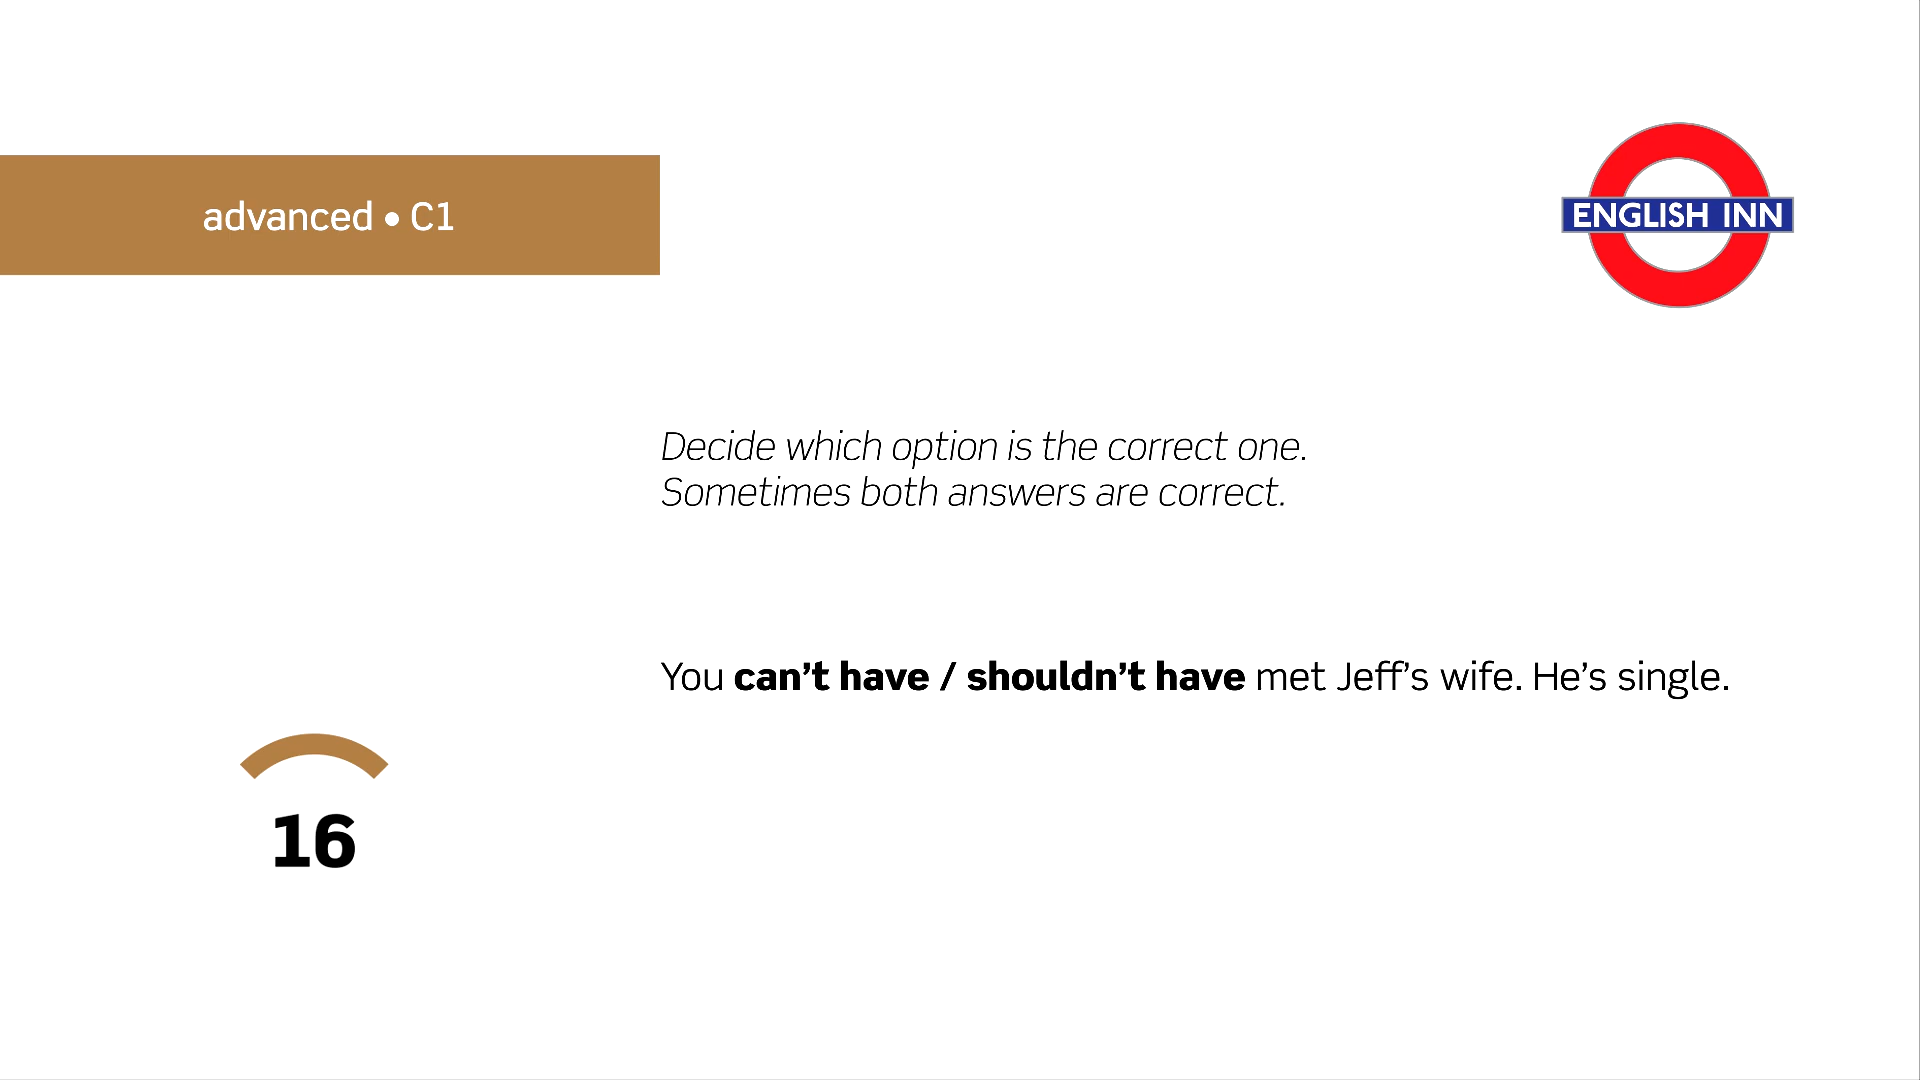 advanced • C1
ENGLISH INN
Decide which option is the correct one.
Sometimes both answers are correct.
You can’t have / shouldn’t have met Jeff’s wife. He’s single.
16